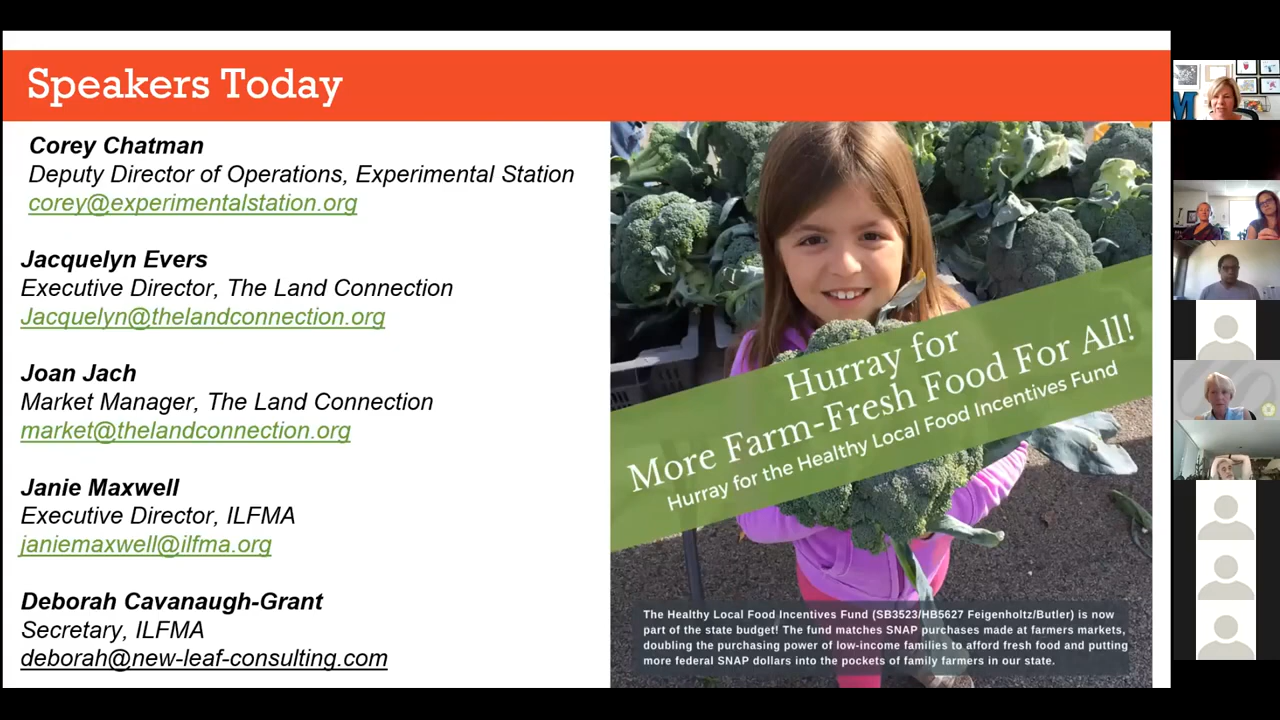 Speakers Today
Corey Chatman
Deputy Director of Operations, Experimental Station
corey@experimentalstation.org
Jacquelyn Evers
Executive Director, The Land Connection
Jacquelyn@thelandconnection.org
Joan Jach
Market Manager, The Land Connection
market@thelandconnection.org
Janie Maxwell
Executive Director, ILFMA
janiemaxwell@ilfma.org
Deborah Cavanaugh-Grant
Secretary, ILFMA
deborah@new-leaf-consulting.com
Hurray for
More Farm-Fresh Food For All!
Hurray for the Healthy Local Food Incentives Fund
The Healthy Local Food Incentives Fund (SB3523/HB5627 Feigenholtz/Butler) is now
part of the state budget! The fund matches SNAP purchases made at farmers markets,
doubling the purchasing power of low-income families to afford fresh food and putting
more federal SNAP dollars into the pockets of family farmers in our state.
M